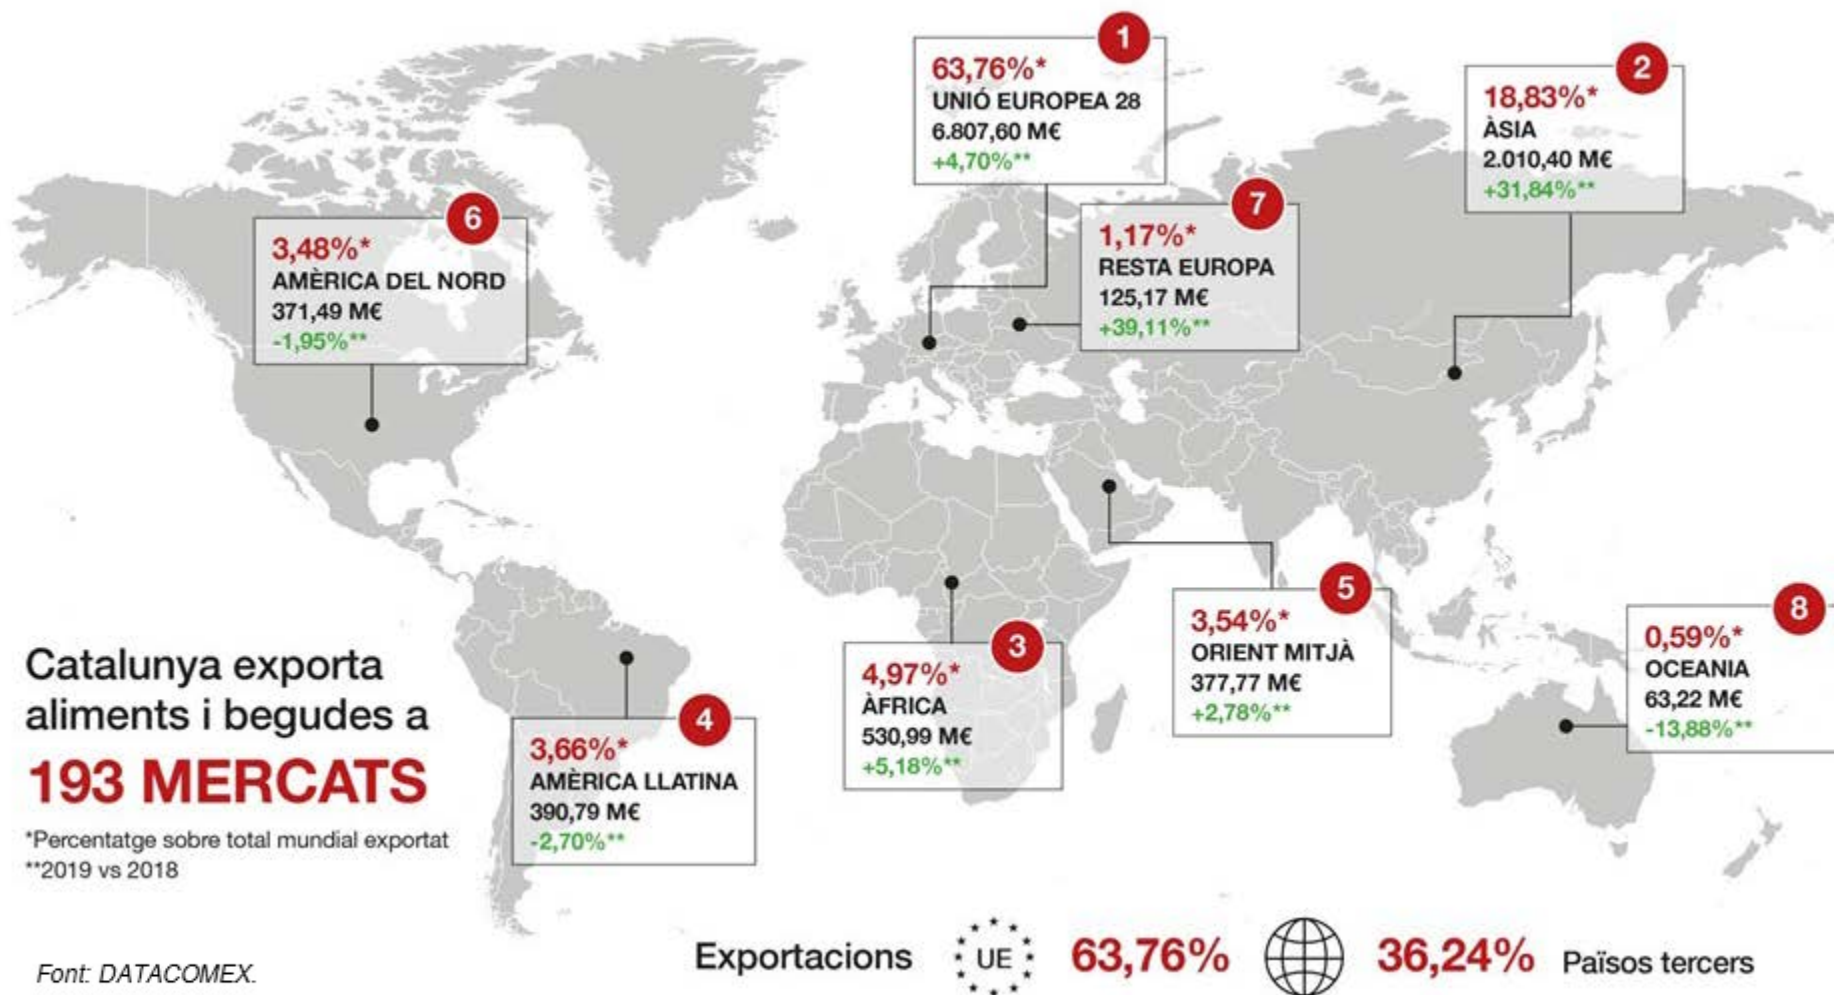 1
63,76%*
UNIÓ EUROPEA 28
6.807,60 M€
+4,70%**
2
18,83%*
ÀSIA
2.010,40 M€
+31,84%**
6
3,48%*
AMÈRICA DEL NORD
371,49 M€
-1,95%**
7
1,17%*
RESTA EUROPA
125,17 M€
+39,11%**
5
3,54%*
ORIENT MITJÀ
377,77 M€
+2,78%**
8
0,59%*
OCEANIA
63,22 M€
-13,88%**
3
4,97%*
ÀFRICA
530,99 M€
+5,18%**
4
3,66%*
AMÈRICA LLATINA
390,79 M€
-2,70%**
Catalunya exporta
aliments i begudes a
193 MERCATS
*Percentatge sobre total mundial exportat
**2019 vs 2018
Font: DATACOMEX.
Exportacions UE 63,76% 36,24% Països tercers